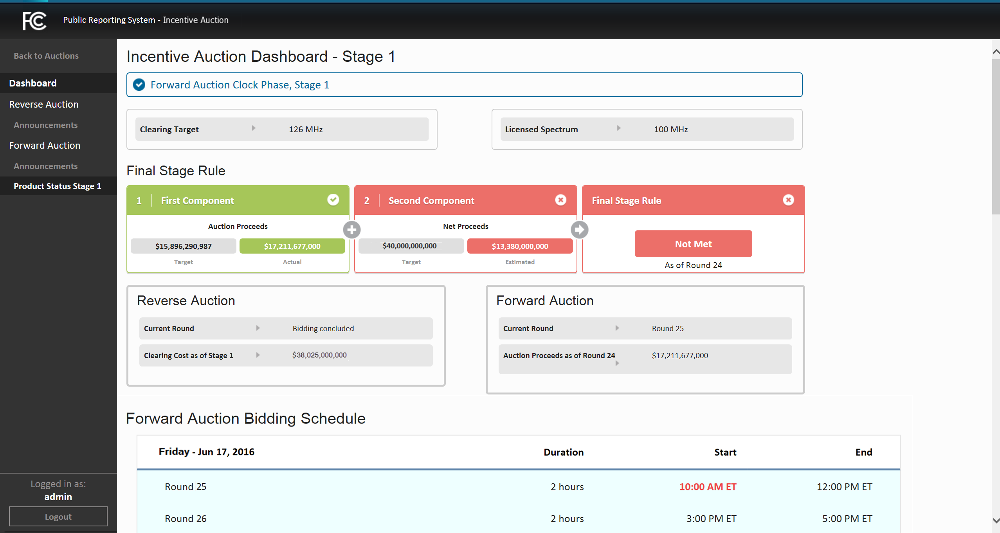 FCC
Public Reporting System - Incentive Auction
Back to Auctions
Dashboard
Reverse Auction
Announcements
Forward Auction
Announcements
Product Status Stage 1
Logged in as:
admin
Logout
Incentive Auction Dashboard - Stage 1
Forward Auction Clock Phase, Stage 1
Clearing Target 126 MHz
Licensed Spectrum 100 MHz
Final Stage Rule
1 First Component
Auction Proceeds
$15,896,290,987 $17,211,677,000
Target Actual
2 Second Component
Net Proceeds
$40,000,000,000 $13,380,000,000
Target Estimated
Final Stage Rule
Not Met
As of Round 24
Reverse Auction
Current Round Bidding concluded
Clearing Cost as of Stage 1 $38,025,000,000
Forward Auction
Current Round Round 25
Auction Proceeds as of Round 24 $17,211,677,000
Forward Auction Bidding Schedule
Friday - Jun 17, 2016 Duration Start End
Round 25 2 hours 10:00 AM ET 12:00 PM ET
Round 26 2 hours 3:00 PM ET 5:00 PM ET